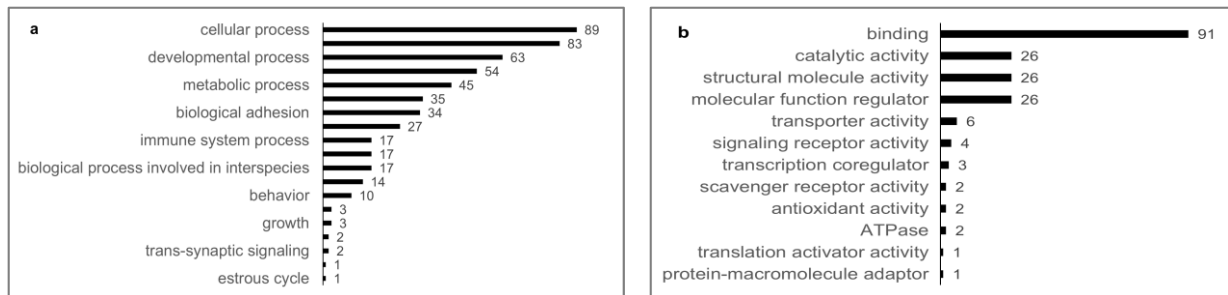 a
cellular process 89
83
developmental process 63
54
metabolic process 45
35
biological adhesion 34
27
immune system process 17
17
biological process involved in interspecies 17
14
behavior 10
3
growth 3
2
trans-synaptic signaling 2
1
estrous cycle 1
b
binding 91
catalytic activity 26
structural molecule activity 26
molecular function regulator 26
transporter activity 6
signaling receptor activity 4
transcription coregulator 3
scavenger receptor activity 2
antioxidant activity 2
ATPase 2
translation activator activity 1
protein-macromolecule adaptor 1